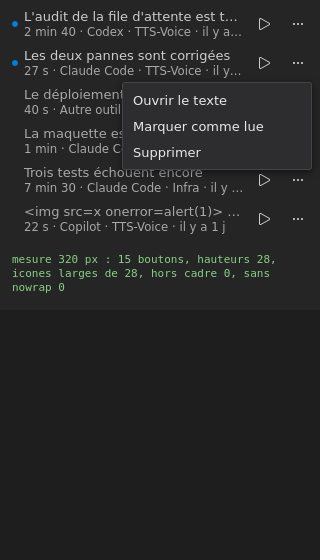 L'audit de la file d'attente est t...
2 min 40 · Codex · TTS-Voice · il y a...
Les deux pannes sont corrigées
27 s · Claude Code · TTS-Voice · il y...
Le déploiement
40 s · Autre outil
La maquette es
1 min · Claude C
Ouvrir le texte
Marquer comme lue
Supprimer
Trois tests échouent encore
7 min 30 · Claude Code · Infra · il y ...
<img src=x onerror=alert(1)> ...
22 s · Copilot · TTS-Voice · il y a 1 j
mesure 320 px : 15 boutons, hauteurs 28,
icones larges de 28, hors cadre 0, sans
nowrap 0